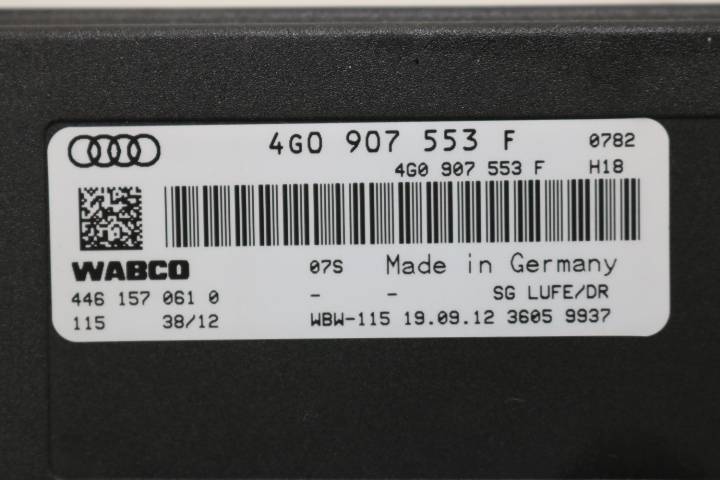 4G0 907 553 F 0782
4G0 907 553 F H18
WABCO 07S Made in Germany
446 157 061 0 - - SG LUFE/DR
115 38/12 WBW-115 19.09.12 3605 9937